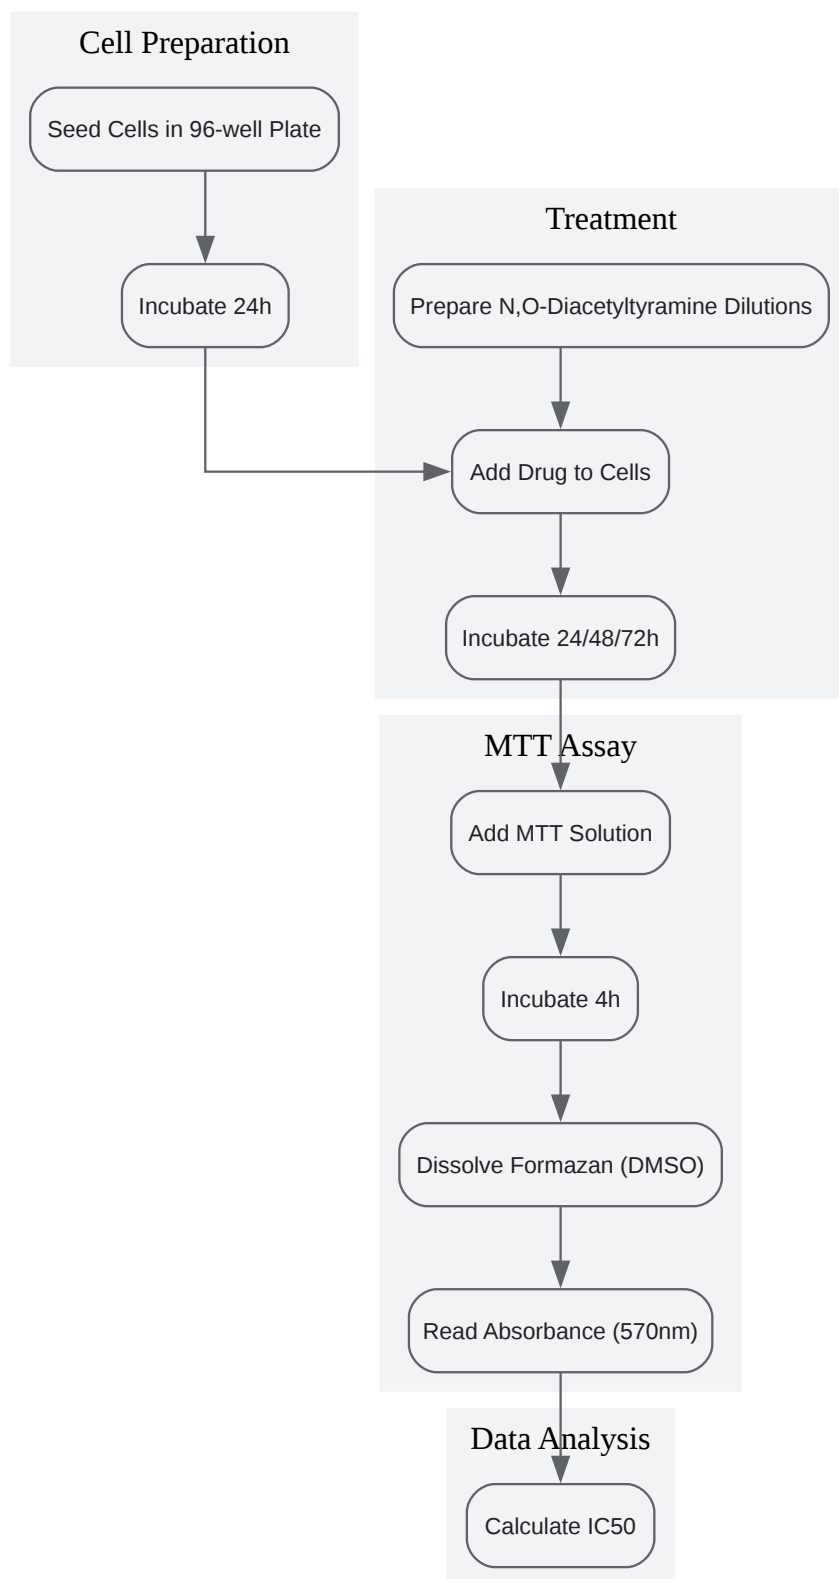 Cell Preparation
Seed Cells in 96-well Plate
Incubate 24h
Treatment
Prepare N,O-Diacetyltyramine Dilutions
Add Drug to Cells
Incubate 24/48/72h
MTT Assay
Add MTT Solution
Incubate 4h
Dissolve Formazan (DMSO)
Read Absorbance (570nm)
Data Analysis
Calculate IC50